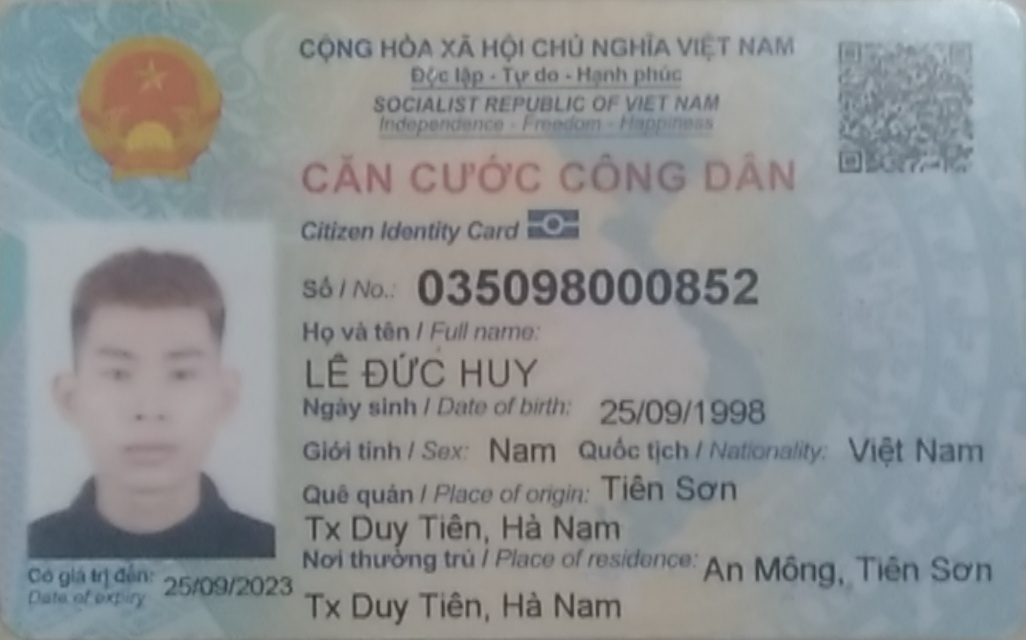 CỘNG HÒA XÃ HỘI CHỦ NGHĨA VIỆT NAM
Độc lập - Tự do - Hạnh phúc
SOCIALIST REPUBLIC OF VIET NAM
Independence - Freedom - Happiness
CĂN CƯỚC CÔNG DÂN
Citizen Identity Card
Số / No.: 035098000852
Họ và tên / Full name:
LÊ ĐỨC HUY
Ngày sinh / Date of birth: 25/09/1998
Giới tính / Sex: Nam Quốc tịch / Nationality: Việt Nam
Quê quán / Place of origin: Tiên Sơn
Tx Duy Tiên, Hà Nam
Nơi thường trú / Place of residence: An Mông, Tiên Sơn
Tx Duy Tiên, Hà Nam
Có giá trị đến: 25/09/2023
Date of expiry